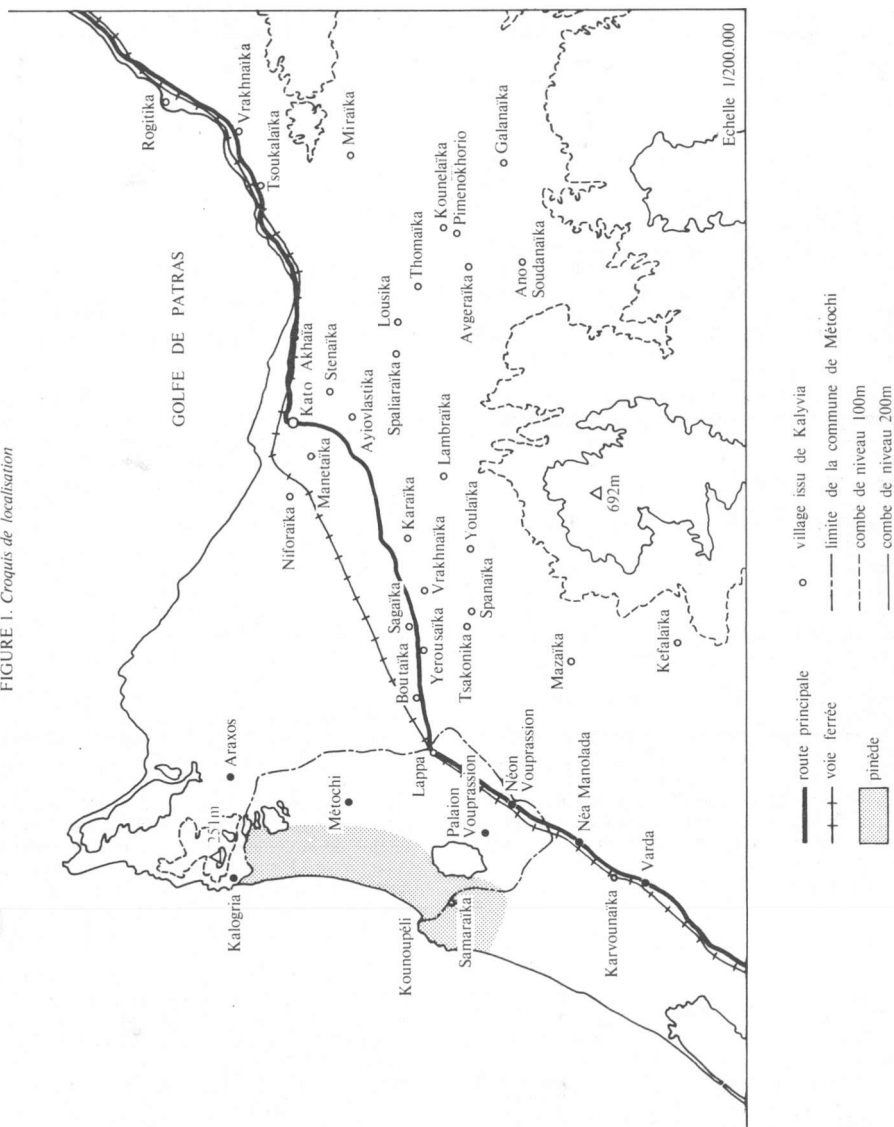 FIGURE 1. Croquis de localisation
GOLFE DE PATRAS
Rogitika
Vrakhnaïka
Tsoukalaïka
Miraïka
Kato Akhaïa
Niforaïka
Manetaïka
Stenaïka
Ayiovlastika
Lousika
Spaliaraïka
Thomaïka
Kounelaïka
Pimenokhorio
Galanaïka
Avgeraïka
Ano
Soudanaïka
Lambraïka
Karaïka
Youlaïka
Vrakhnaïka
Sagaïka
Spanaïka
Boutaïka
Yerousaïka
Tsakonika
Mazaïka
Kefalaïka
692m
Araxos
251m
Kalogria
Métochi
Lappa
Palaion
Vouprassion
Néon
Vouprassion
Kounoupéli
Samaraïka
Néa Manolada
Varda
Karvounaïka
Echelle 1/200.000
route principale
voie ferrée
pinède
village issu de Kalyvia
limite de la commune de Métochi
combe de niveau 100m
combe de niveau 200m